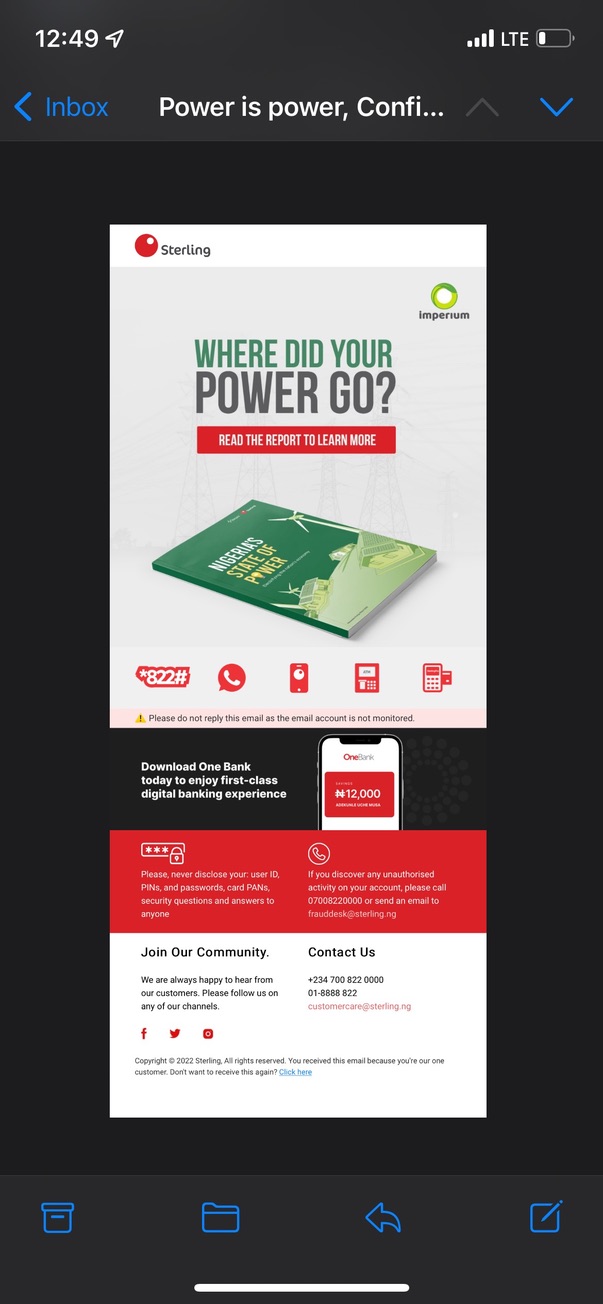 12:49
LTE
Inbox
Power is power, Confi...
Sterling
imperium
WHERE DID YOUR
POWER GO?
READ THE REPORT TO LEARN MORE
NIGERIA'S
STATE OF
POWER
*822#
ATM
Please do not reply this email as the email account is not monitored.
Download One Bank
today to enjoy first-class
digital banking experience
OneBank
SAVINGS
₦12,000
ADEKUNLE UCHE MUSA
Please, never disclose your: user ID,
PINs, and passwords, card PANs,
security questions and answers to
anyone
If you discover any unauthorised
activity on your account, please call
07008220000 or send an email to
frauddesk@sterling.ng
Join Our Community.
We are always happy to hear from
our customers. Please follow us on
any of our channels.
Contact Us
+234 700 822 0000
01-8888 822
customercare@sterling.ng
Copyright © 2022 Sterling, All rights reserved. You received this email because you're our one
customer. Don't want to receive this again? Click here